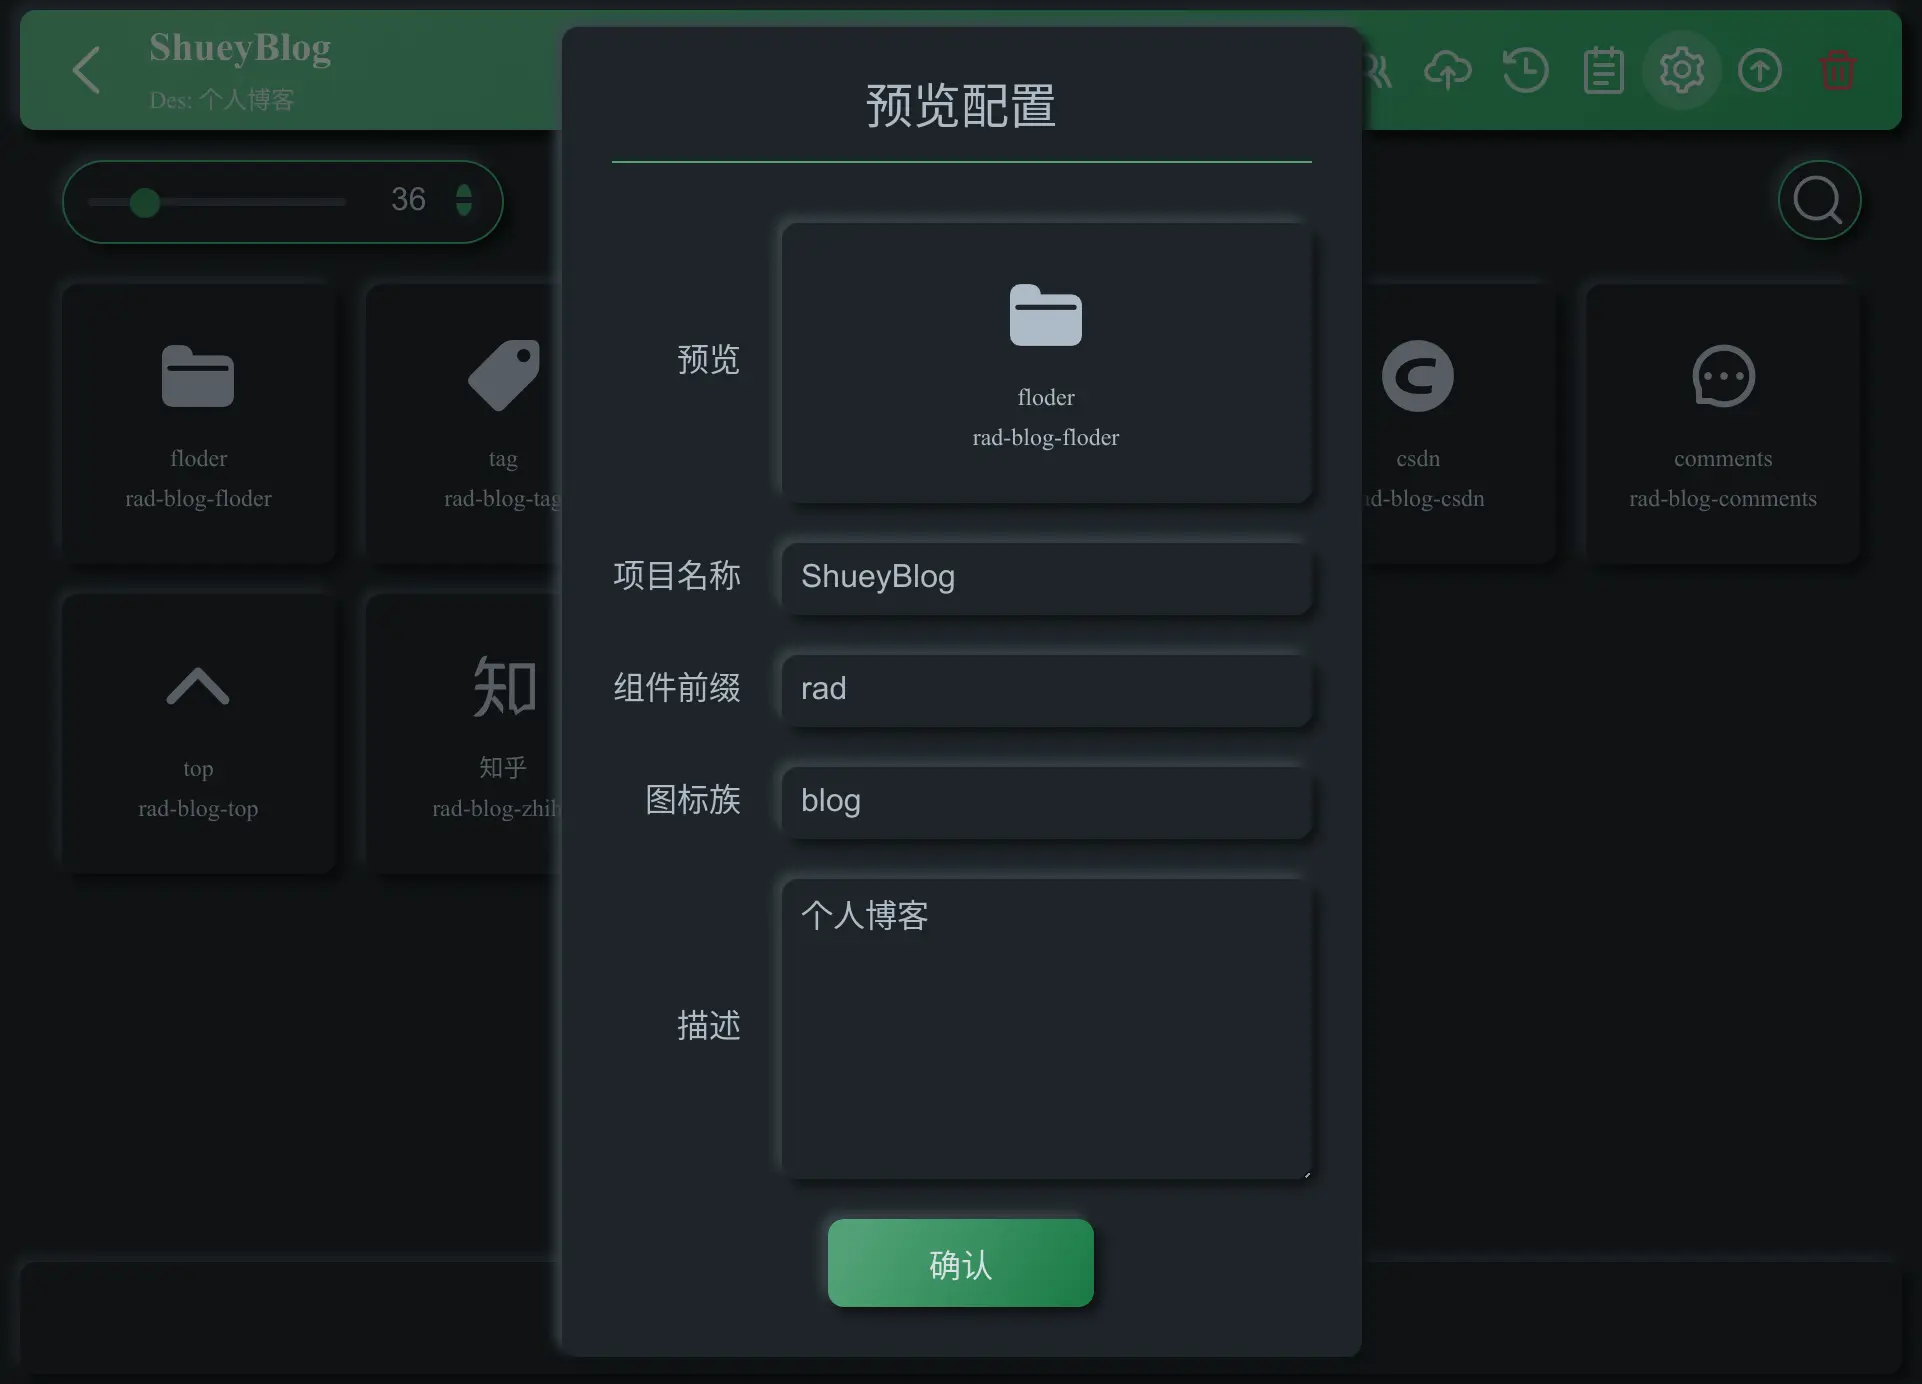 ShueyBlog
Des: 个人博客
36
floder
rad-blog-floder
tag
rad-blog-tag
csdn
ad-blog-csdn
comments
rad-blog-comments
top
rad-blog-top
知
知乎
rad-blog-zhih
预览配置
预览
floder
rad-blog-floder
项目名称
ShueyBlog
组件前缀
rad
图标族
blog
描述
个人博客
确认